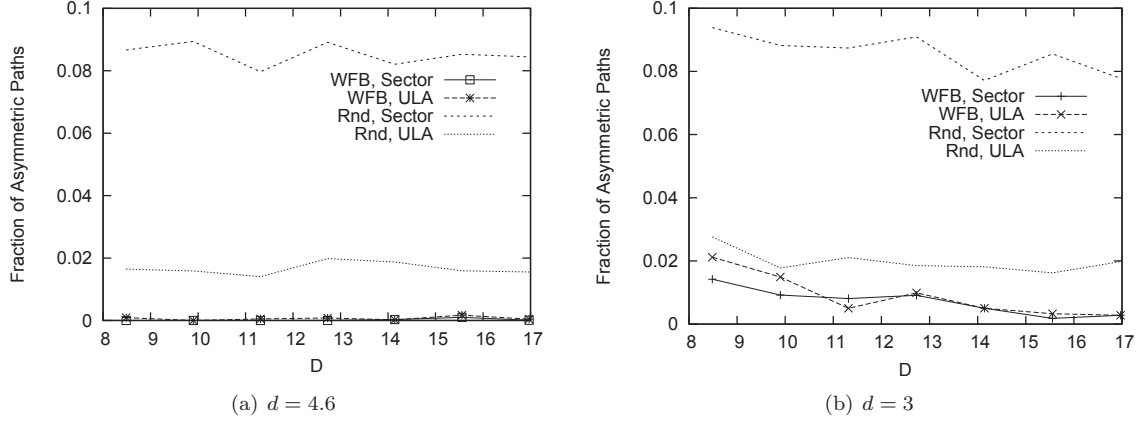 0.1
0.08
0.06
0.04
0.02
0
Fraction of Asymmetric Paths
8 9 10 11 12 13 14 15 16 17
D
WFB, Sector
WFB, ULA
Rnd, Sector
Rnd, ULA
(a) d = 4.6
0.1
0.08
0.06
0.04
0.02
0
Fraction of Asymmetric Paths
8 9 10 11 12 13 14 15 16 17
D
WFB, Sector
WFB, ULA
Rnd, Sector
Rnd, ULA
(b) d = 3